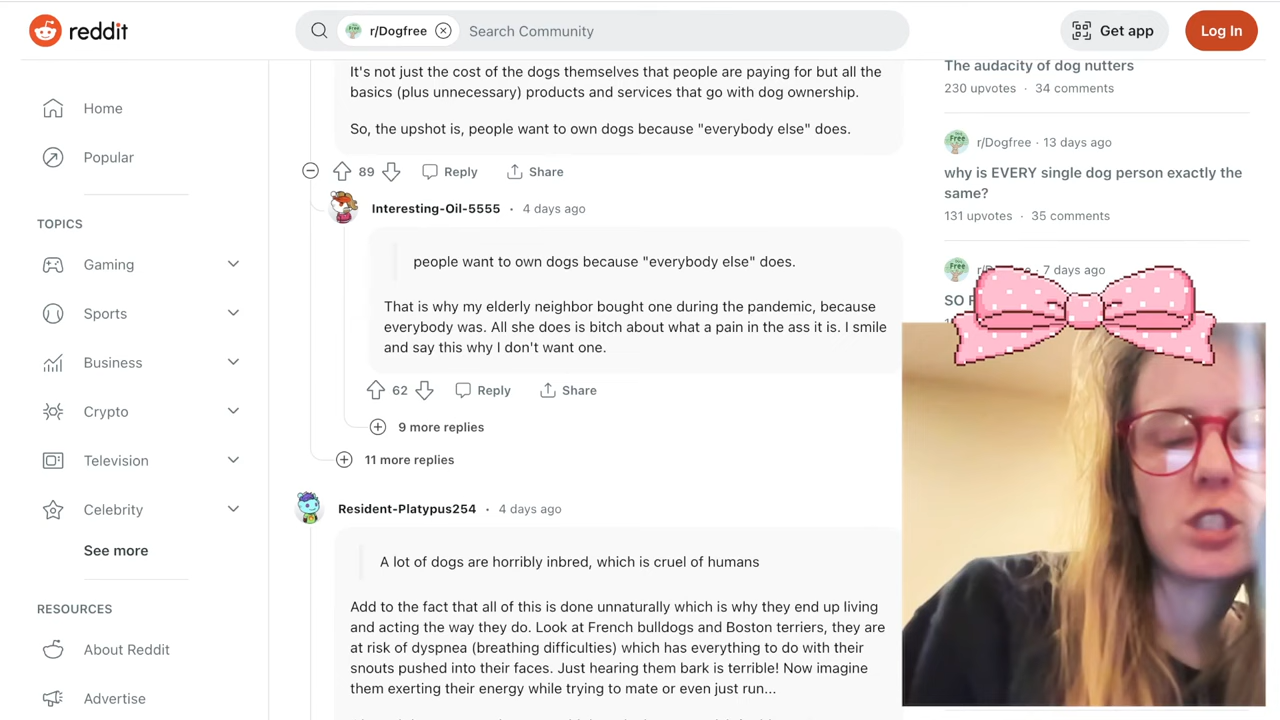 reddit
r/Dogfree
Search Community
Get app
Log In
Home
Popular
TOPICS
Gaming
Sports
Business
Crypto
Television
Celebrity
See more
RESOURCES
About Reddit
Advertise
It's not just the cost of the dogs themselves that people are paying for but all the
basics (plus unnecessary) products and services that go with dog ownership.
So, the upshot is, people want to own dogs because "everybody else" does.
89 Reply Share
Interesting-Oil-5555 • 4 days ago
people want to own dogs because "everybody else" does.
That is why my elderly neighbor bought one during the pandemic, because
everybody was. All she does is bitch about what a pain in the ass it is. I smile
and say this why I don't want one.
62 Reply Share
9 more replies
11 more replies
Resident-Platypus254 • 4 days ago
A lot of dogs are horribly inbred, which is cruel of humans
Add to the fact that all of this is done unnaturally which is why they end up living
and acting the way they do. Look at French bulldogs and Boston terriers, they are
at risk of dyspnea (breathing difficulties) which has everything to do with their
snouts pushed into their faces. Just hearing them bark is terrible! Now imagine
them exerting their energy while trying to mate or even just run...
The audacity of dog nutters
230 upvotes · 34 comments
Free
r/Dogfree · 13 days ago
why is EVERY single dog person exactly the
same?
131 upvotes · 35 comments
Free
7 days ago
SO